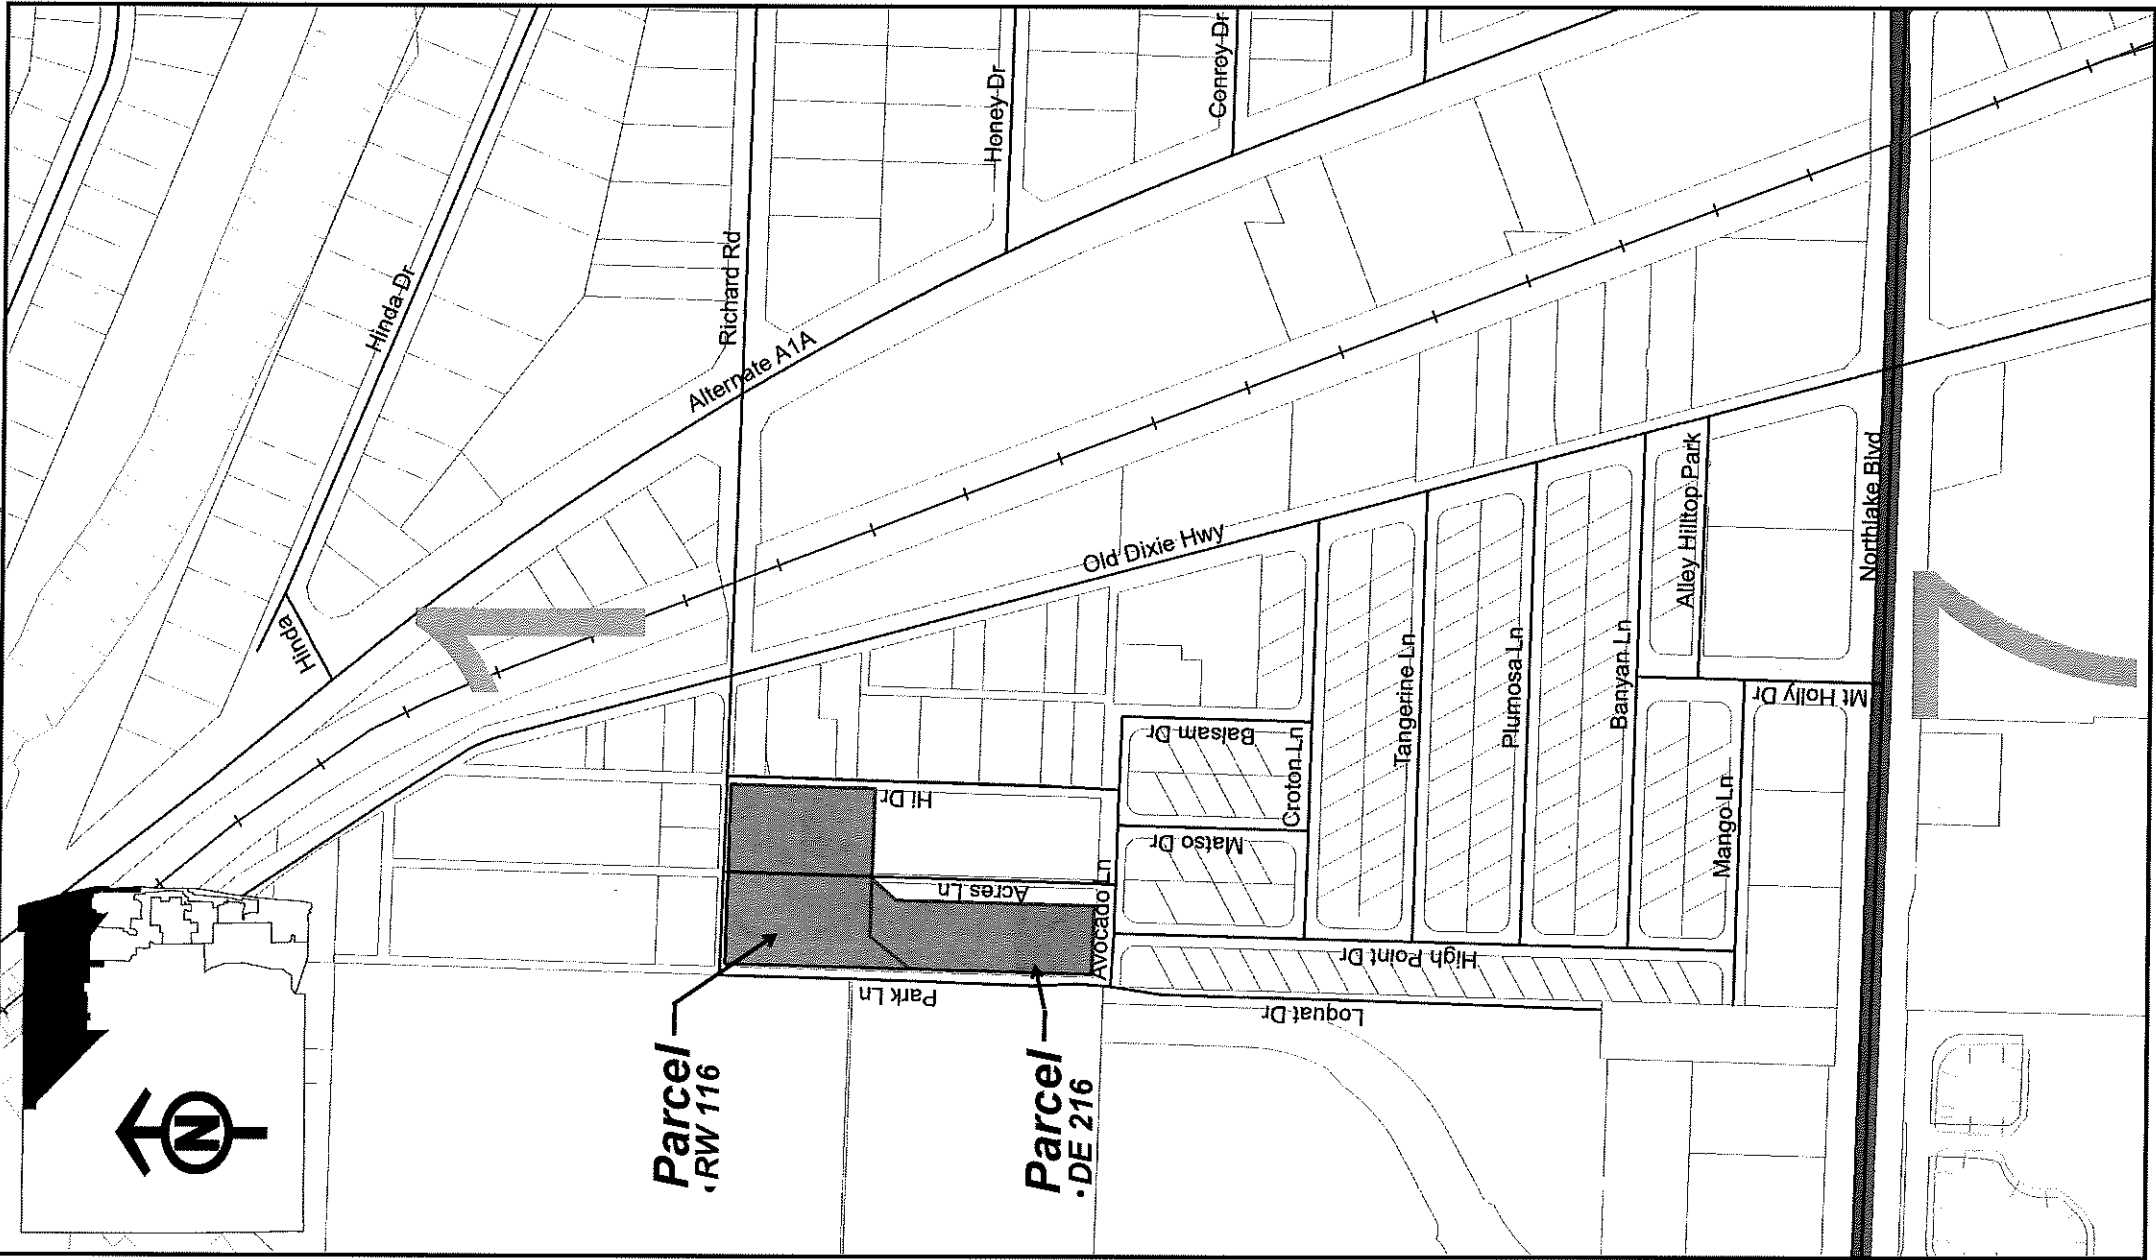 Hinda Dr
Hinda
Richard Rd
Alternate A1A
Honey Dr
Conroy Dr
1
Old Dixie Hwy
Northlake Blvd
Alley Hilltop Park
Tangerine Ln
Plumosa Ln
Banyan Ln
Mt Holly Dr
7
Balsam Dr
Croton Ln
Mango Ln
Hi Dr
Matso Dr
Acres Ln
Avocado Ln
High Point Dr
Park Ln
Loquat Dr
N
Parcel
RW 116
Parcel
• DE 216